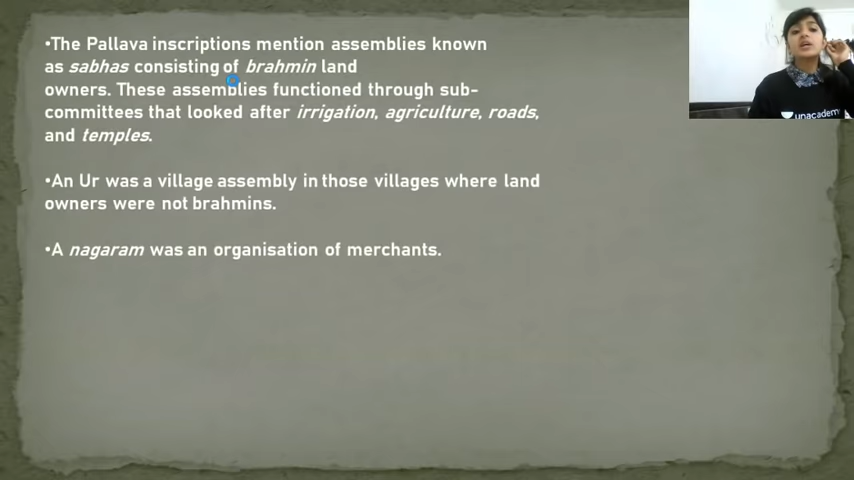 •The Pallava inscriptions mention assemblies known
as sabhas consisting of brahmin land
owners. These assemblies functioned through sub-
committees that looked after irrigation, agriculture, roads,
and temples.
•An Ur was a village assembly in those villages where land
owners were not brahmins.
•A nagaram was an organisation of merchants.
unacademy